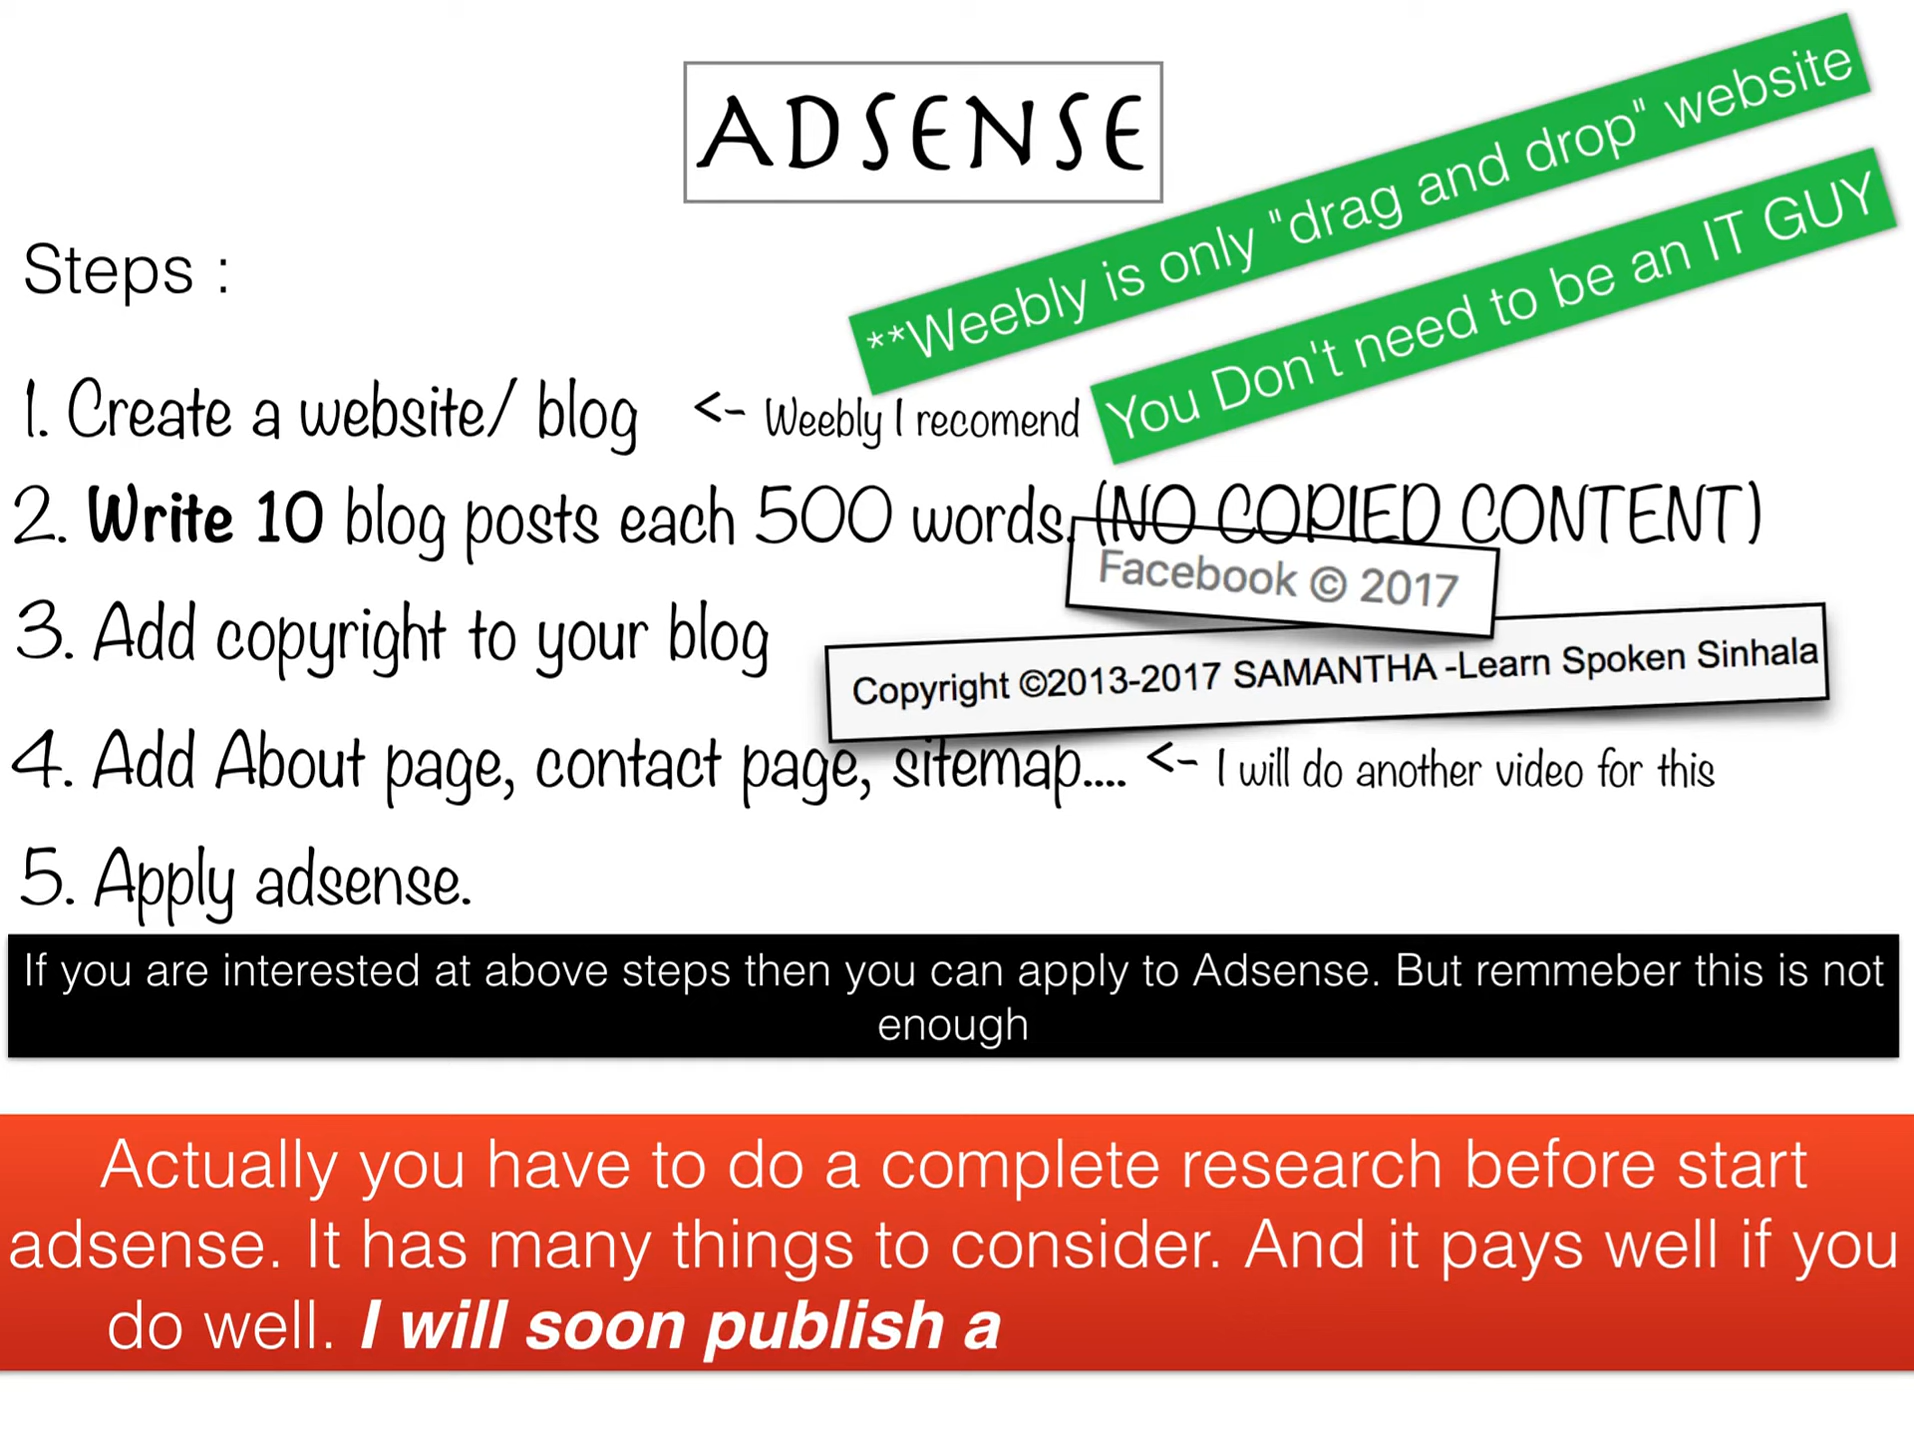 ADSENSE
**Weebly is only "drag and drop" website
You Don't need to be an IT GUY
Steps :
1. Create a website/ blog <- Weebly I recomend
2. Write 10 blog posts each 500 words. (NO COPIED CONTENT)
Facebook © 2017
3. Add copyright to your blog
Copyright ©2013-2017 SAMANTHA -Learn Spoken Sinhala
4. Add About page, contact page, sitemap.... <- I will do another video for this
5. Apply adsense.
If you are interested at above steps then you can apply to Adsense. But remmeber this is not
enough
Actually you have to do a complete research before start
adsense. It has many things to consider. And it pays well if you
do well. I will soon publish a